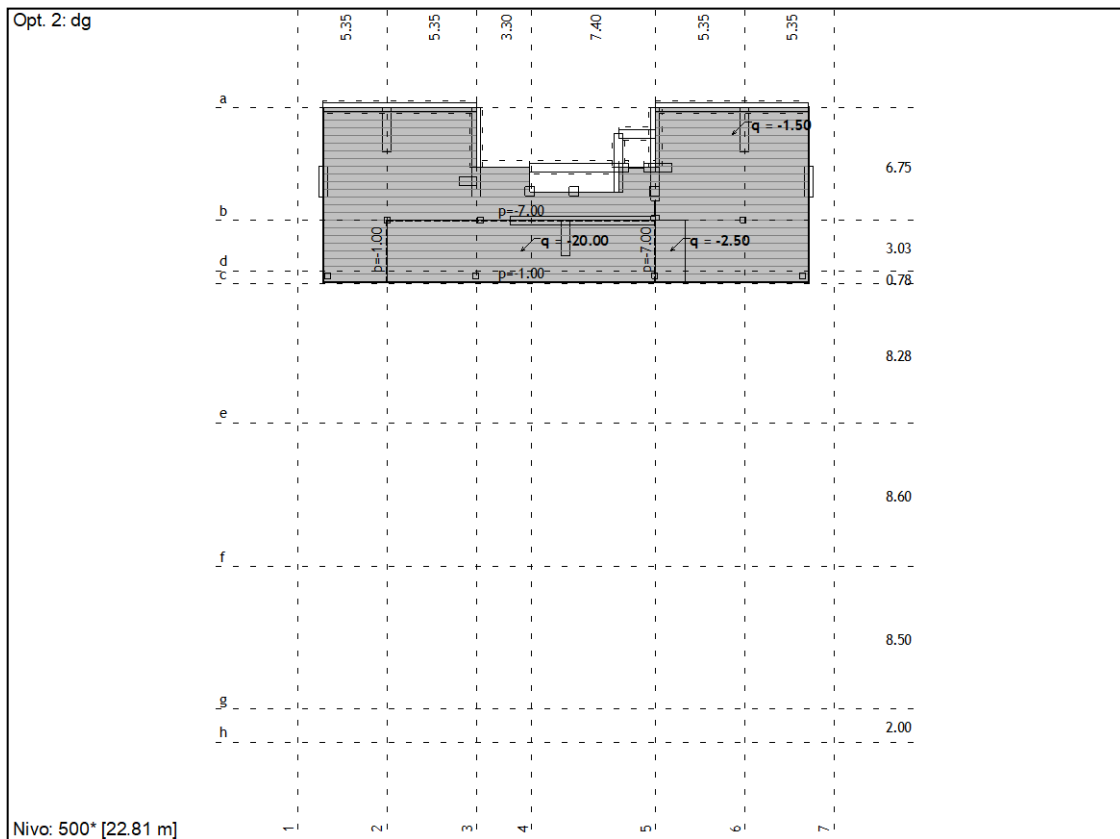 Opt. 2: dg
5.35
5.35
3.30
7.40
5.35
5.35
a
q = -1.50
6.75
b
p=-7.00
p=-1.00
q = -20.00
p=-7.00
q = -2.50
3.03
d
p=-1.00
c
0.78
8.28
e
8.60
f
8.50
g
2.00
h
Nivo: 500* [22.81 m]
1
2
3
4
5
6
7